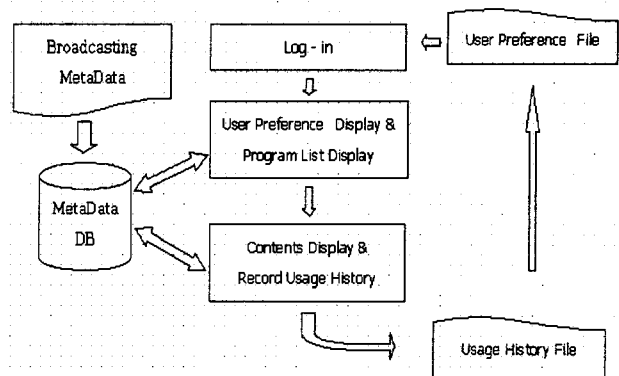 Broadcasting
MetaData
Log - in
User Preference File
User Preference Display &
Program List Display
MetaData
DB
Contents Display &
Record Usage History
Usage History File